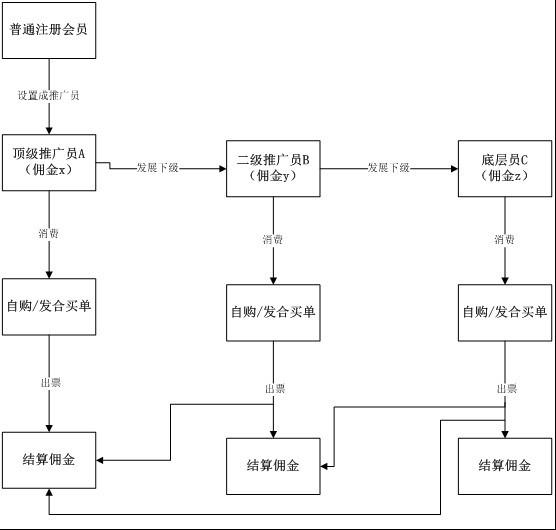 普通注册会员
设置成推广员
顶级推广员A
（佣金x）
发展下级
二级推广员B
（佣金y）
发展下级
底层员C
（佣金z）
消费
消费
消费
自购/发合买单
自购/发合买单
自购/发合买单
出票
出票
出票
结算佣金
结算佣金
结算佣金